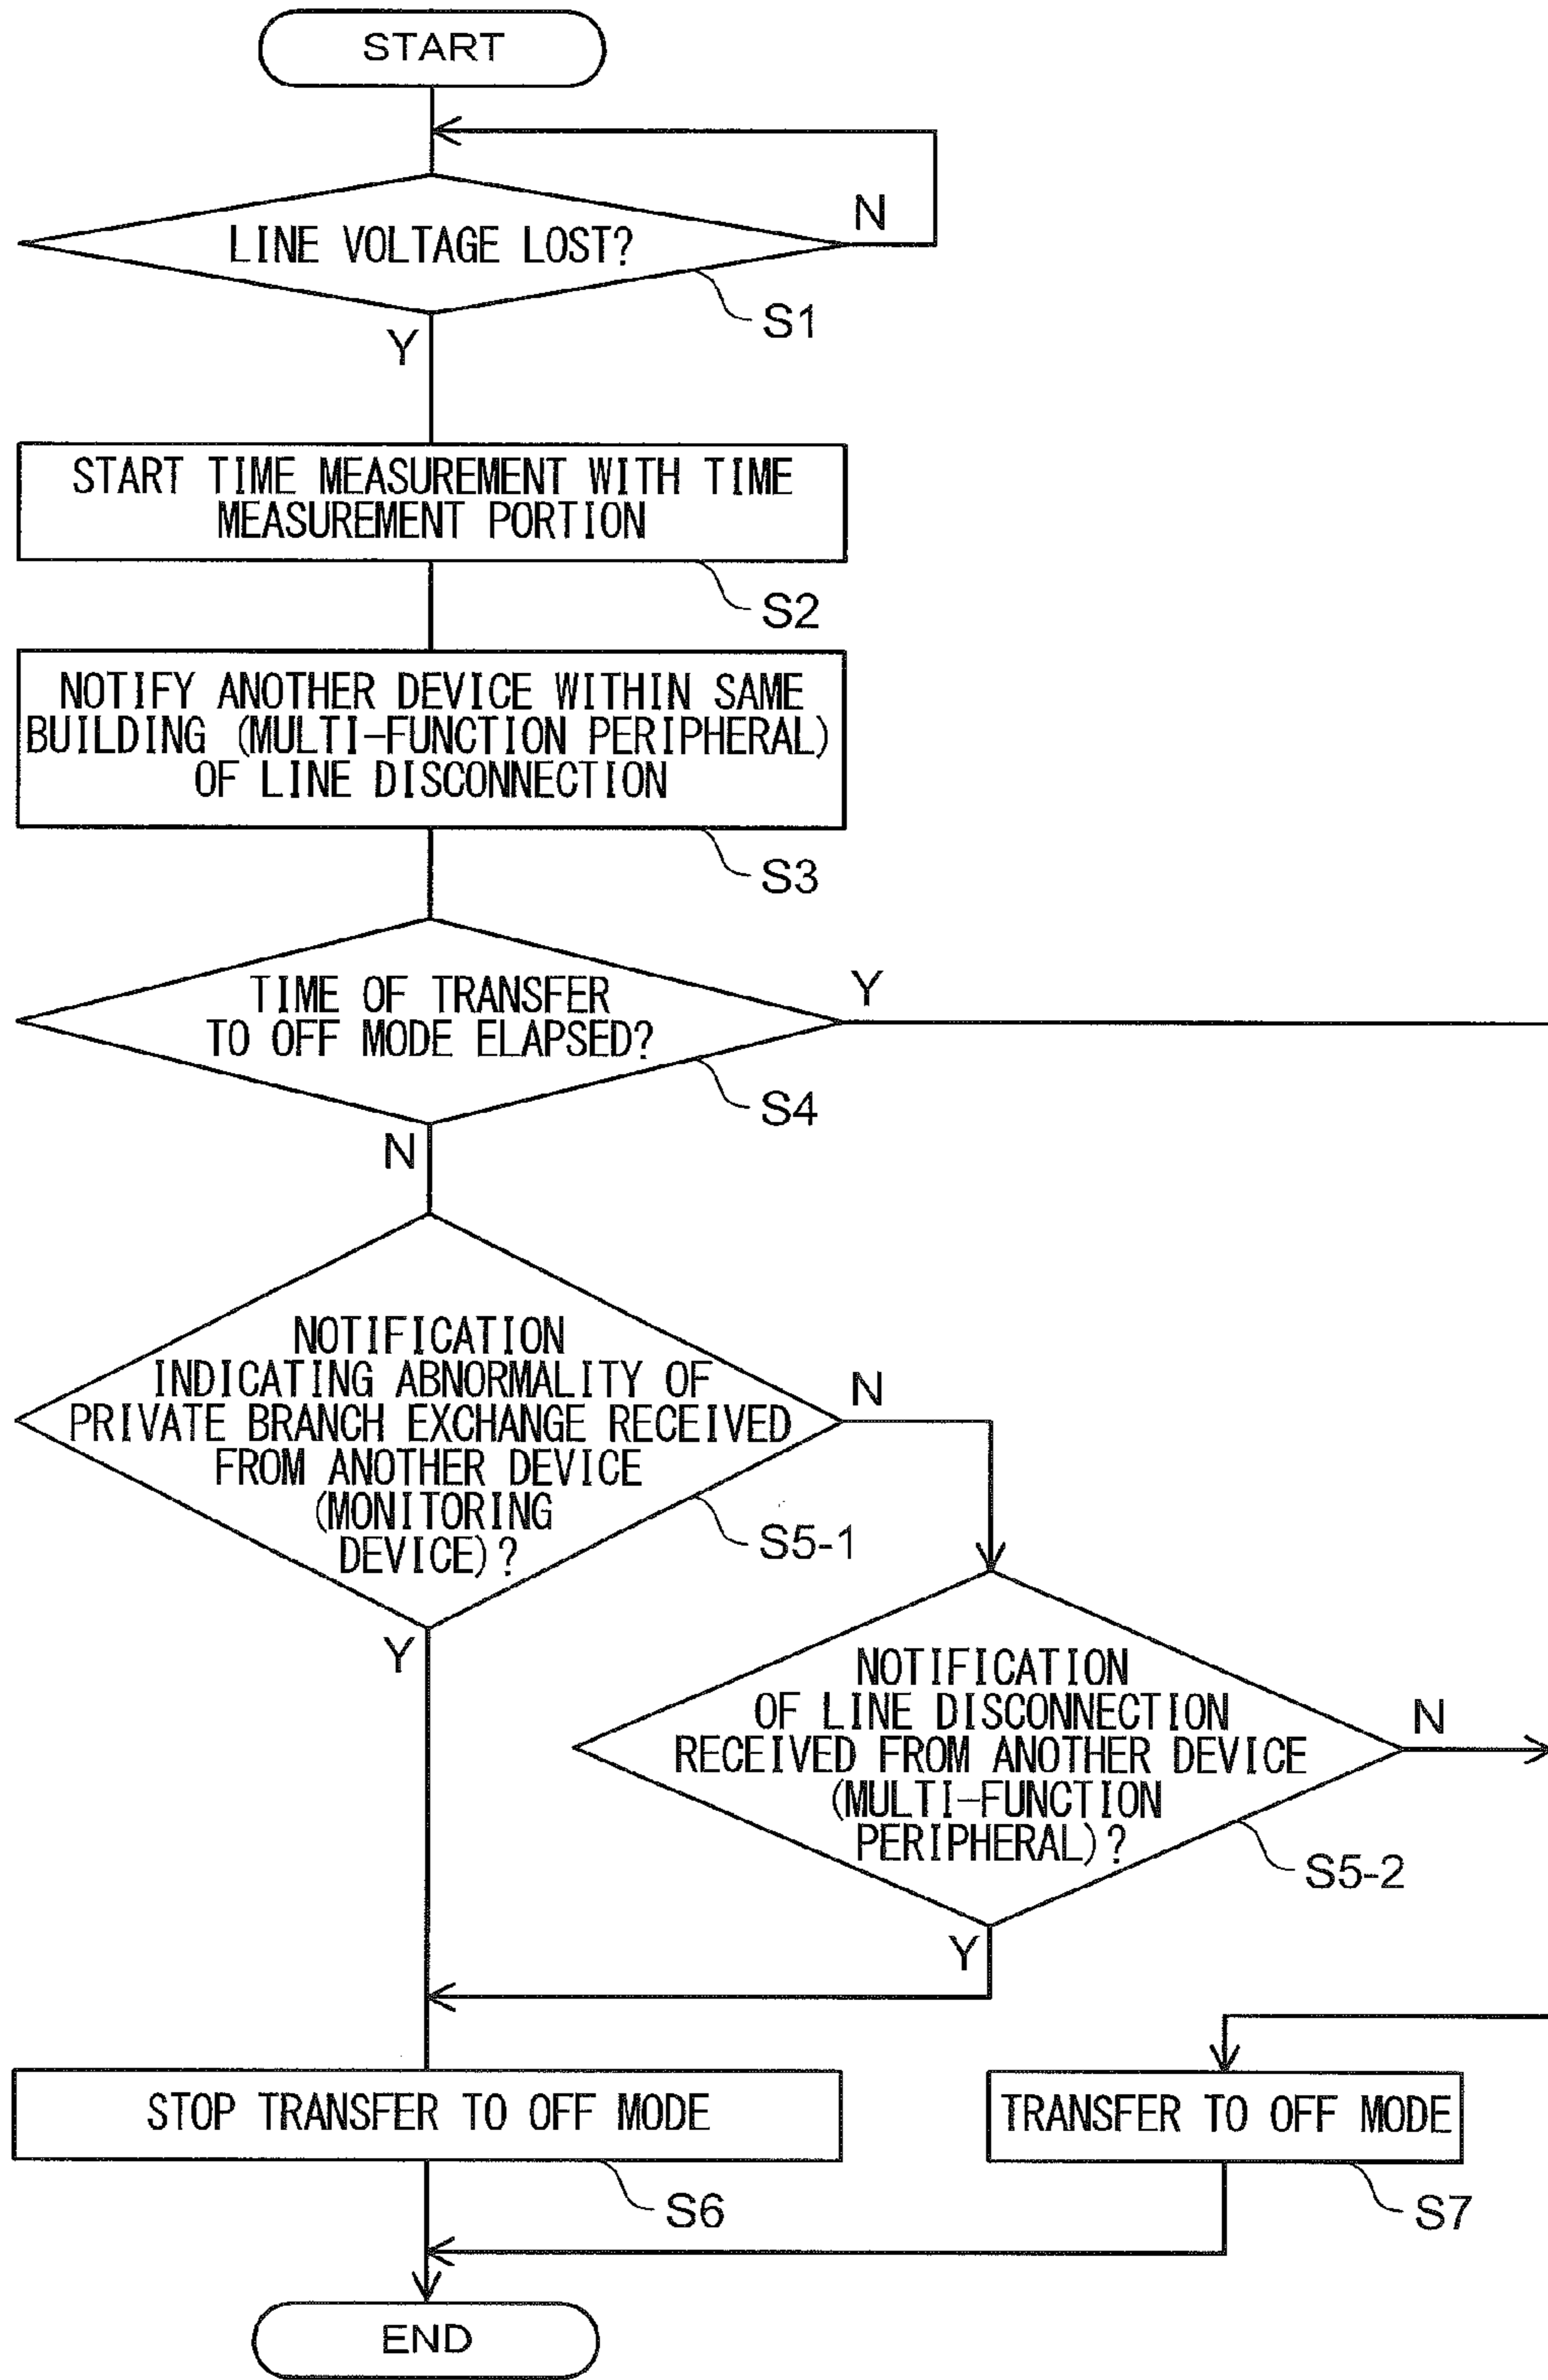 START
LINE VOLTAGE LOST?
N
S1
Y
START TIME MEASUREMENT WITH TIME
MEASUREMENT PORTION
S2
NOTIFY ANOTHER DEVICE WITHIN SAME
BUILDING (MULTI-FUNCTION PERIPHERAL)
OF LINE DISCONNECTION
S3
TIME OF TRANSFER
TO OFF MODE ELAPSED?
Y
S4
N
NOTIFICATION
INDICATING ABNORMALITY OF
PRIVATE BRANCH EXCHANGE RECEIVED
FROM ANOTHER DEVICE
(MONITORING
DEVICE)?
N
S5-1
Y
NOTIFICATION
OF LINE DISCONNECTION
RECEIVED FROM ANOTHER DEVICE
(MULTI-FUNCTION
PERIPHERAL)?
N
S5-2
Y
STOP TRANSFER TO OFF MODE
S6
TRANSFER TO OFF MODE
S7
END